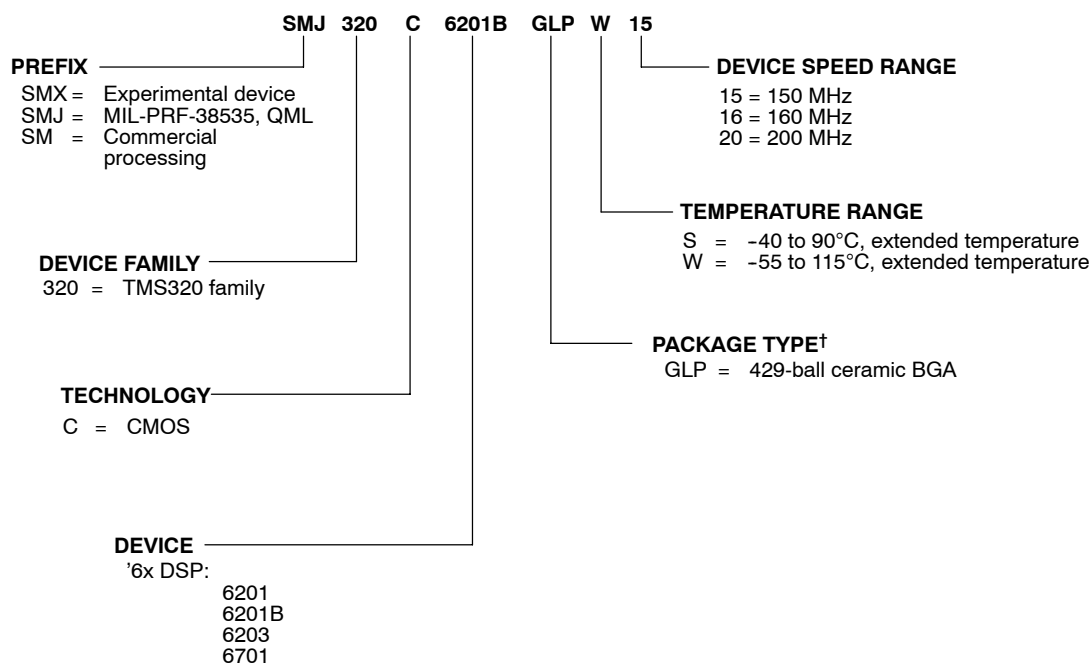 SMJ 320 C 6201B GLP W 15
PREFIX
SMX = Experimental device
SMJ = MIL-PRF-38535, QML
SM = Commercial
processing
DEVICE SPEED RANGE
15 = 150 MHz
16 = 160 MHz
20 = 200 MHz
TEMPERATURE RANGE
S = -40 to 90°C, extended temperature
W = -55 to 115°C, extended temperature
DEVICE FAMILY
320 = TMS320 family
PACKAGE TYPE†
GLP = 429-ball ceramic BGA
TECHNOLOGY
C = CMOS
DEVICE
'6x DSP:
6201
6201B
6203
6701